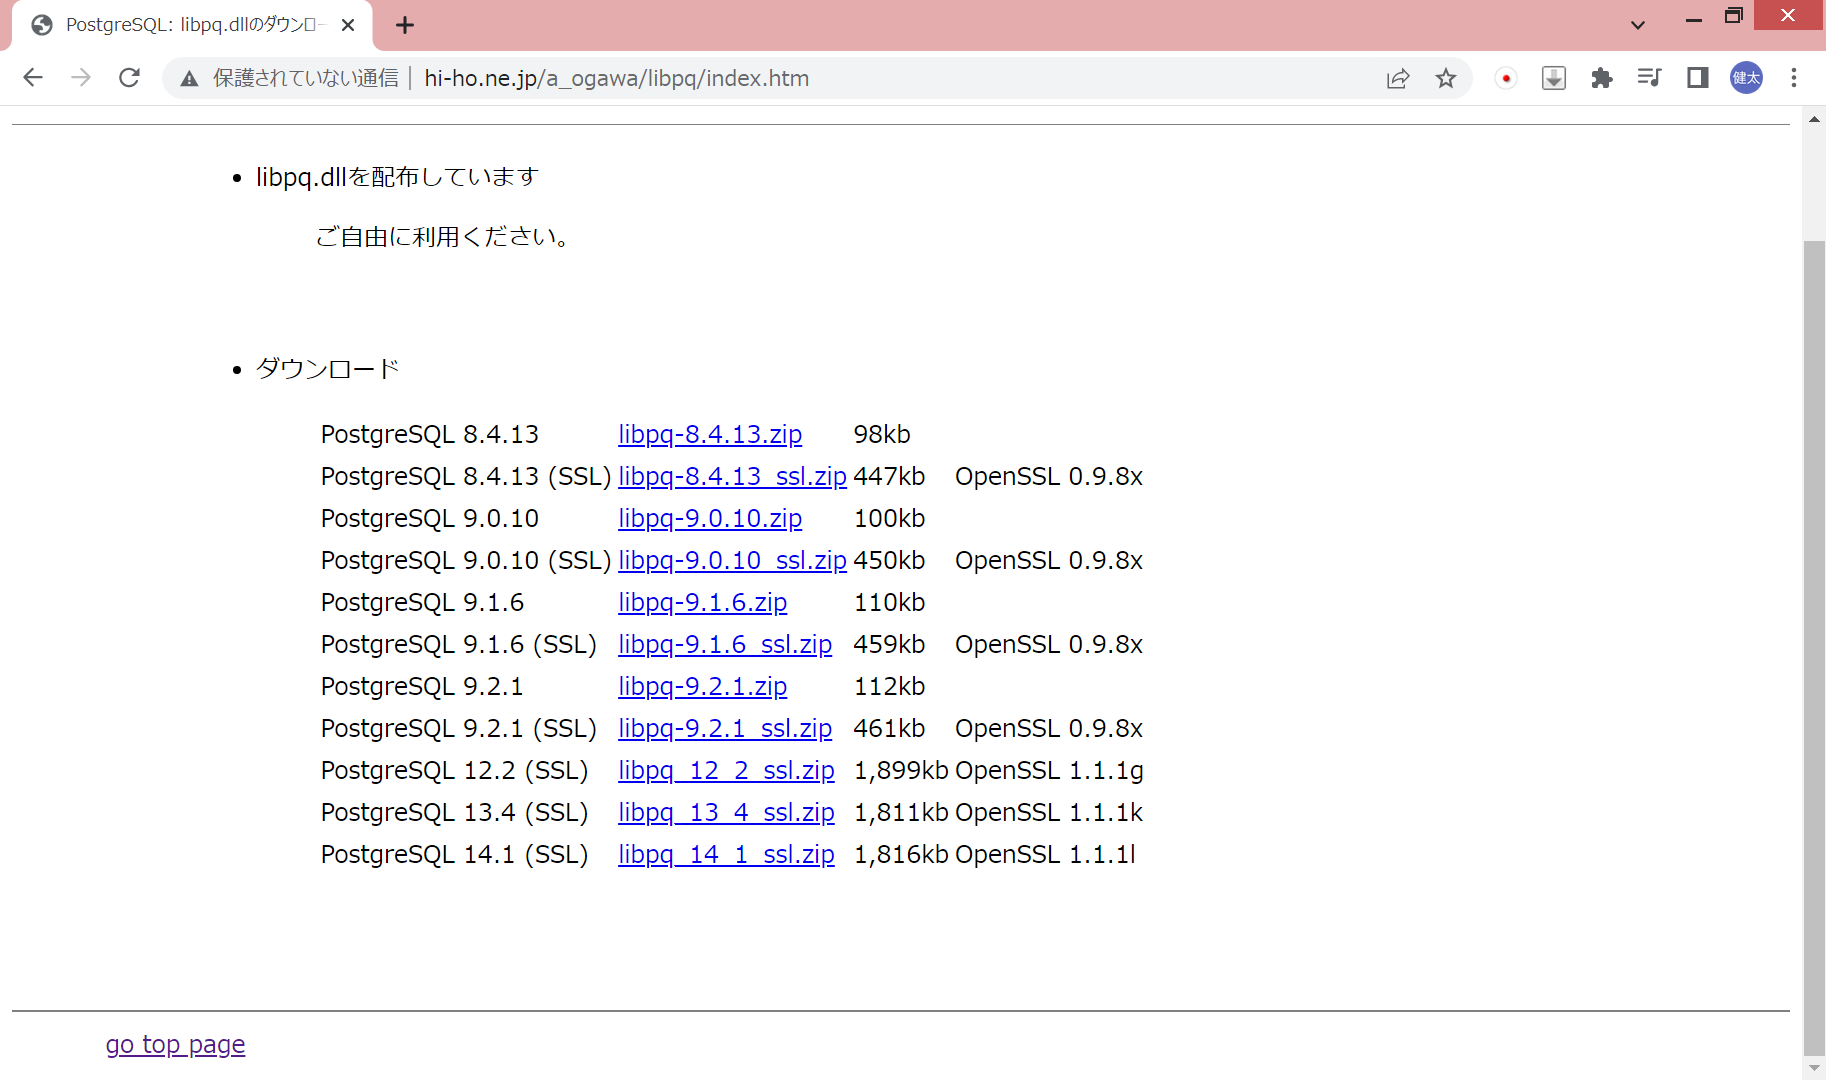 PostgreSQL: libpq.dllのダウンロー
保護されていない通信 hi-ho.ne.jp/a_ogawa/libpq/index.htm 健太
libpq.dllを配布しています
ご自由に利用ください。
ダウンロード
PostgreSQL 8.4.13 libpq-8.4.13.zip 98kb
PostgreSQL 8.4.13 (SSL) libpq-8.4.13_ssl.zip 447kb OpenSSL 0.9.8x
PostgreSQL 9.0.10 libpq-9.0.10.zip 100kb
PostgreSQL 9.0.10 (SSL) libpq-9.0.10_ssl.zip 450kb OpenSSL 0.9.8x
PostgreSQL 9.1.6 libpq-9.1.6.zip 110kb
PostgreSQL 9.1.6 (SSL) libpq-9.1.6_ssl.zip 459kb OpenSSL 0.9.8x
PostgreSQL 9.2.1 libpq-9.2.1.zip 112kb
PostgreSQL 9.2.1 (SSL) libpq-9.2.1_ssl.zip 461kb OpenSSL 0.9.8x
PostgreSQL 12.2 (SSL) libpq_12_2_ssl.zip 1,899kb OpenSSL 1.1.1g
PostgreSQL 13.4 (SSL) libpq_13_4_ssl.zip 1,811kb OpenSSL 1.1.1k
PostgreSQL 14.1 (SSL) libpq_14_1_ssl.zip 1,816kb OpenSSL 1.1.1l
go top page